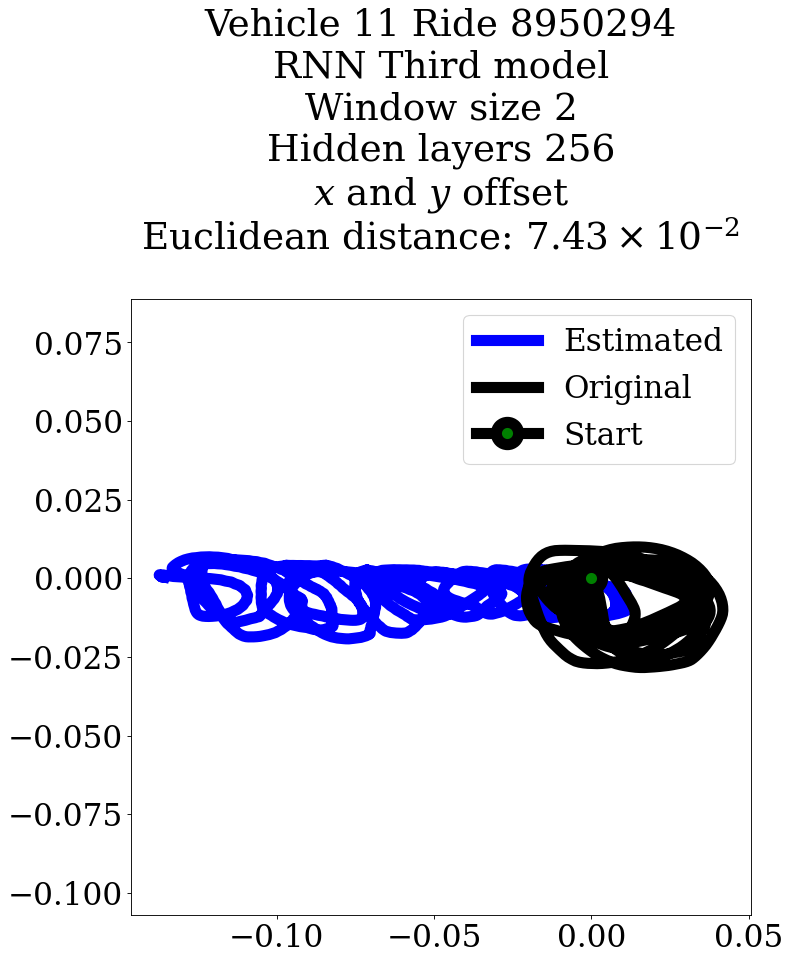 Vehicle 11 Ride 8950294
RNN Third model
Window size 2
Hidden layers 256
x and y offset
Euclidean distance: 7.43 × 10⁻²
Estimated
Original
Start
0.075
0.050
0.025
0.000
−0.025
−0.050
−0.075
−0.100
−0.10 −0.05 0.00 0.05